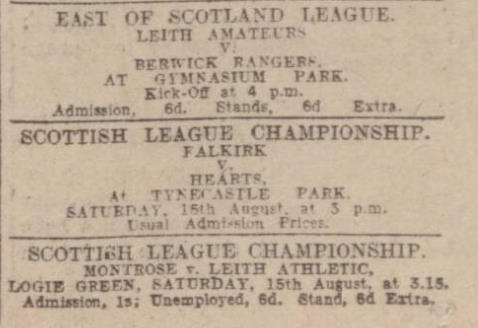 EAST OF SCOTLAND LEAGUE.
LEITH AMATEURS
V.
BERWICK RANGERS.
AT GYMNASIUM PARK.
Kick-Off at 4 p.m.
Admission, 6d. Stands, 6d Extra.
SCOTTISH LEAGUE CHAMPIONSHIP.
FALKIRK
v.
HEARTS,
At TYNECASTLE PARK.
SATURDAY, 15th August, at 3 p.m.
Usual Admission Prices.
SCOTTISH LEAGUE CHAMPIONSHIP.
MONTROSE v. LEITH ATHLETIC,
LOGIE GREEN, SATURDAY, 15th August, at 3.15.
Admission, 1s; Unemployed, 6d. Stand, 6d Extra.